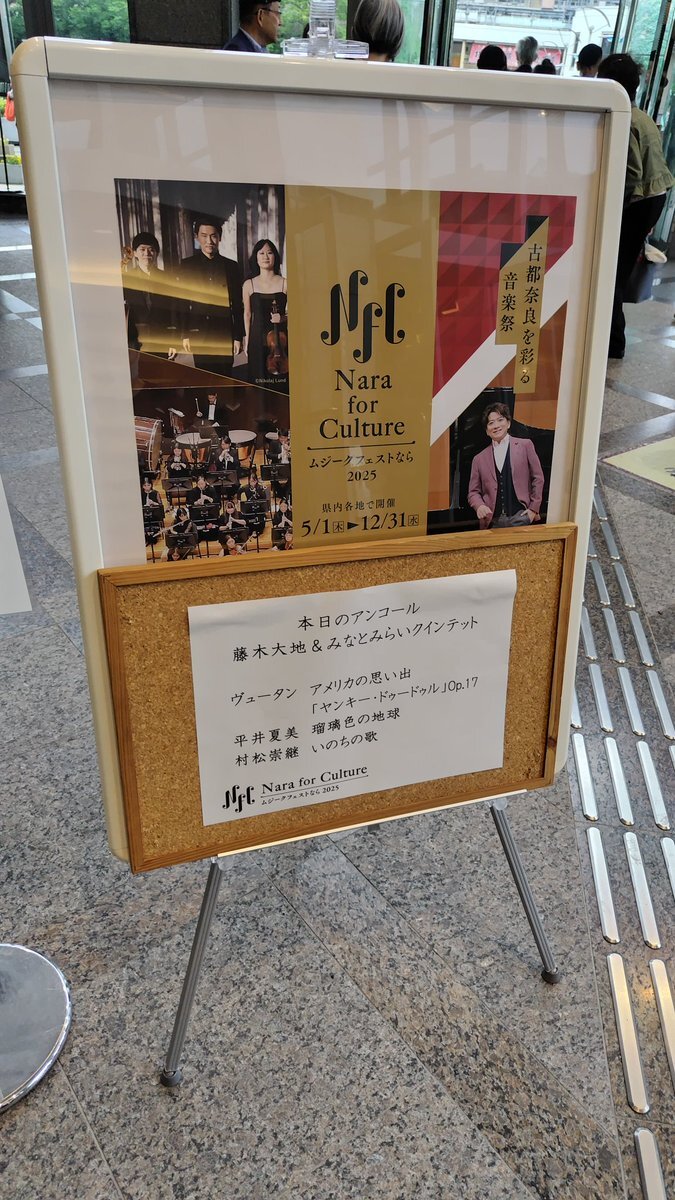 ©Nikolaj Lund
NFC
Nara
for
Culture
ムジークフェストなら
2025
県内各地で開催
5/1木▶12/31水
古都奈良を彩る
音楽祭
本日のアンコール
藤木大地&みなとみらいクインテット
ヴュータン アメリカの思い出
「ヤンキー・ドゥードゥル」Op.17
平井夏美 瑠璃色の地球
村松崇継 いのちの歌
NFC Nara for Culture
ムジークフェストなら 2025